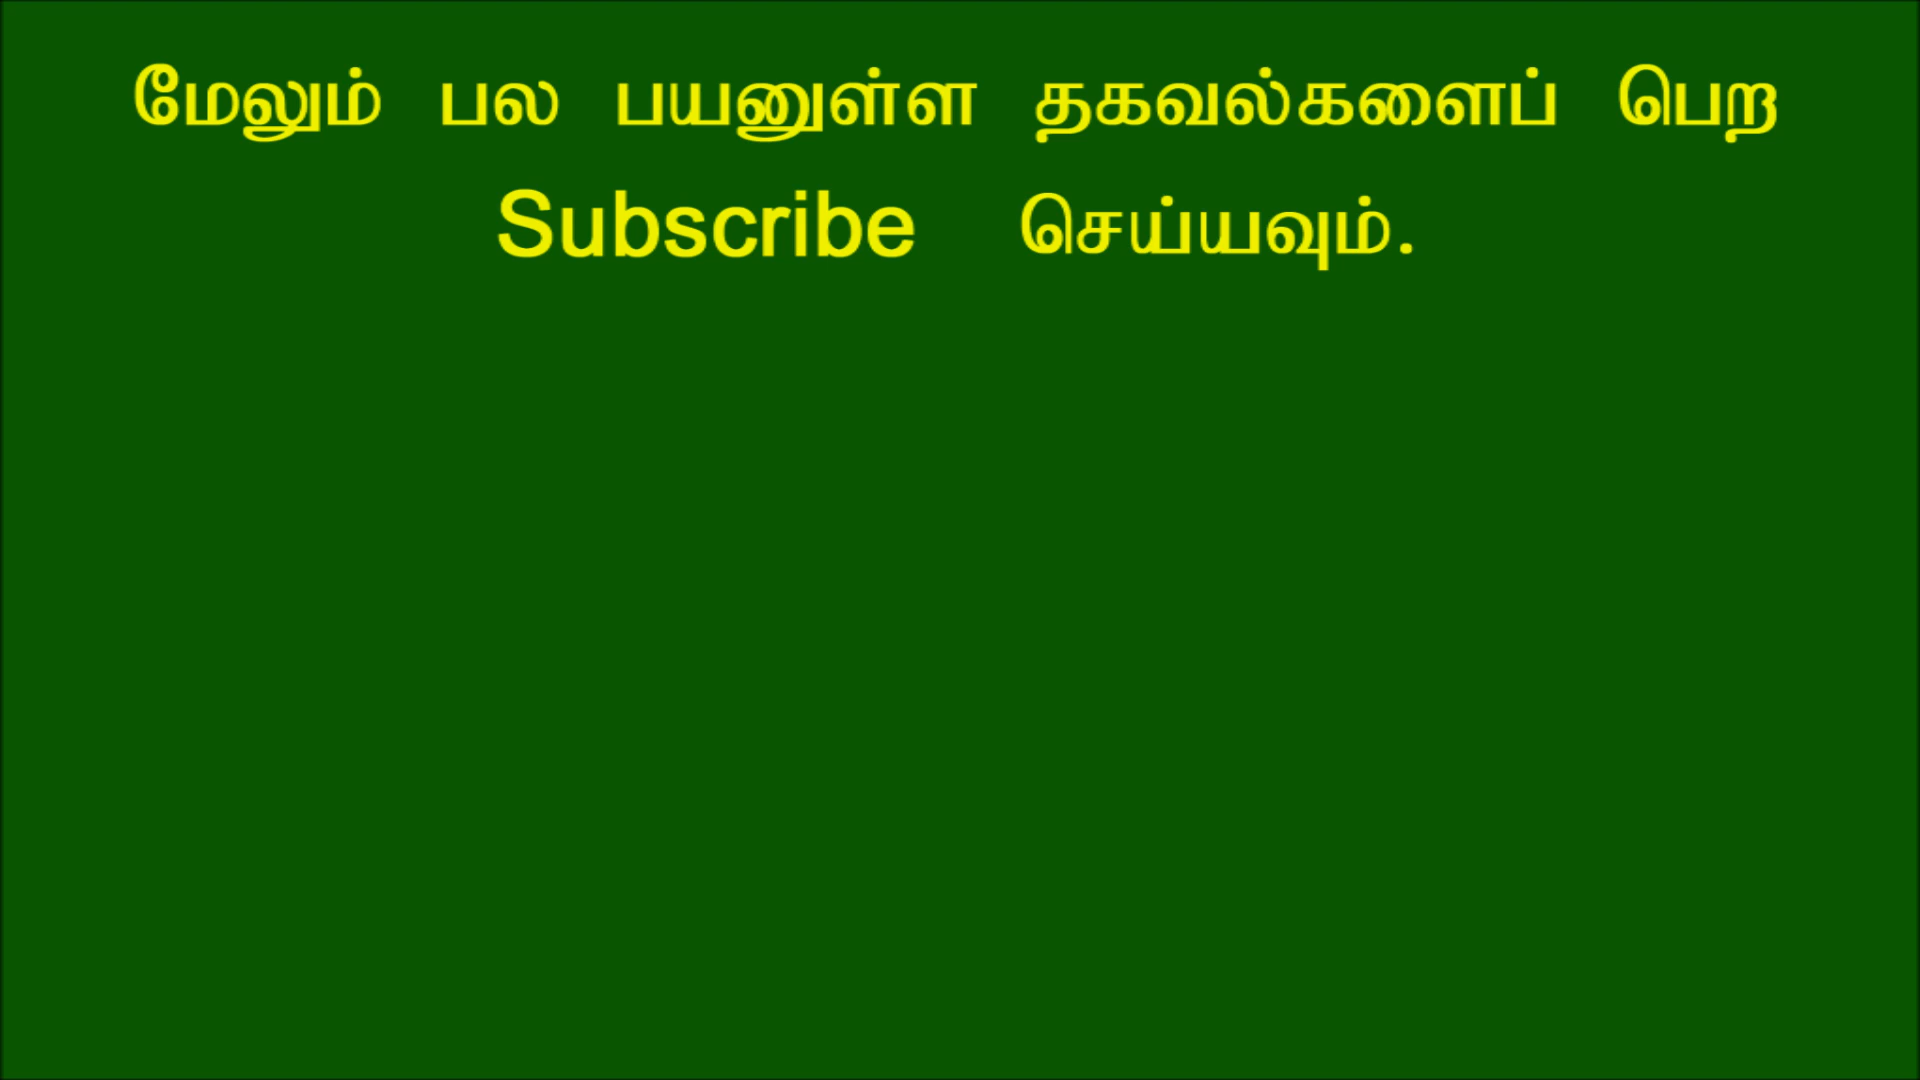 மேலும் பல பயனுள்ள தகவல்களைப் பெற
Subscribe செய்யவும்.